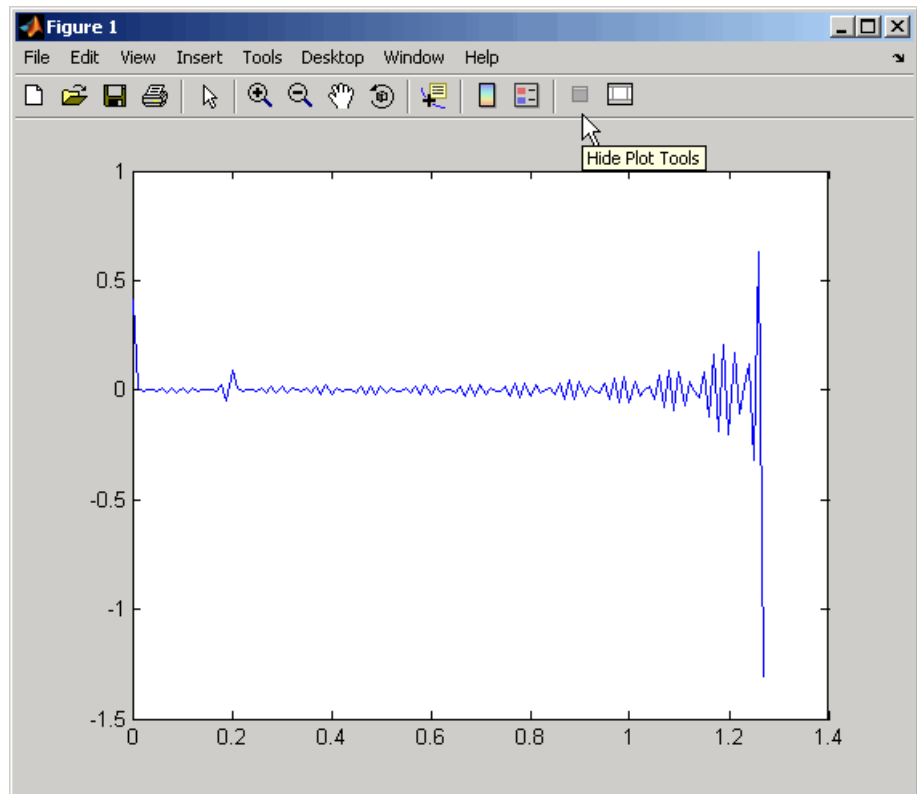 Figure 1
File Edit View Insert Tools Desktop Window Help
Hide Plot Tools
1
0.5
0
-0.5
-1
-1.5
0 0.2 0.4 0.6 0.8 1 1.2 1.4